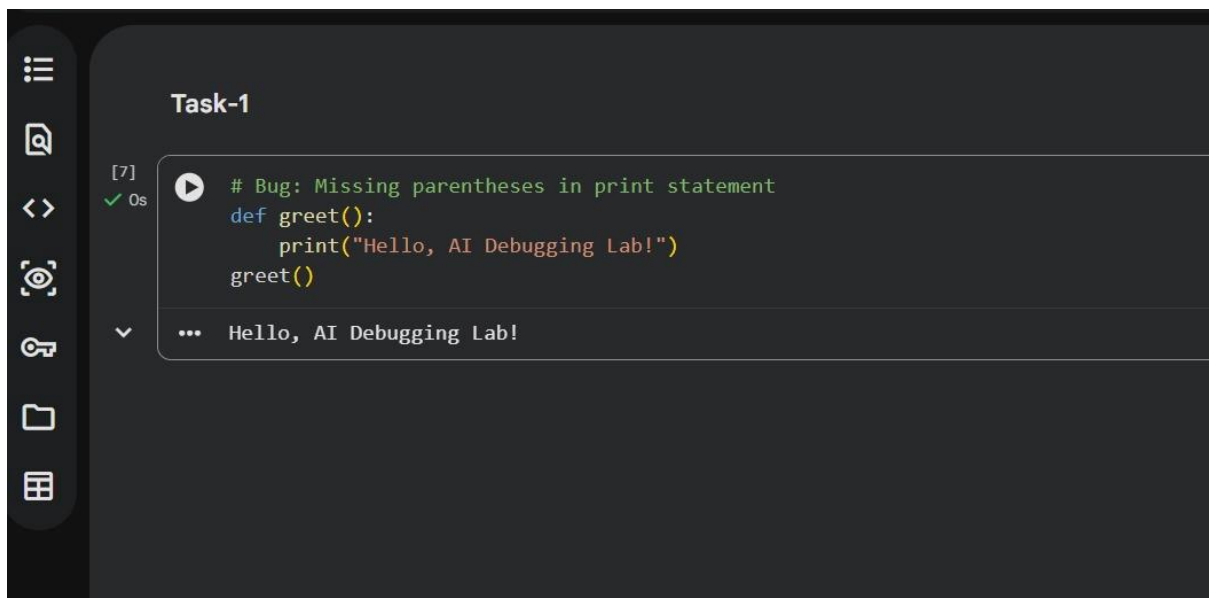 Task-1
[7]
0s
# Bug: Missing parentheses in print statement
def greet():
    print("Hello, AI Debugging Lab!")
greet()
Hello, AI Debugging Lab!